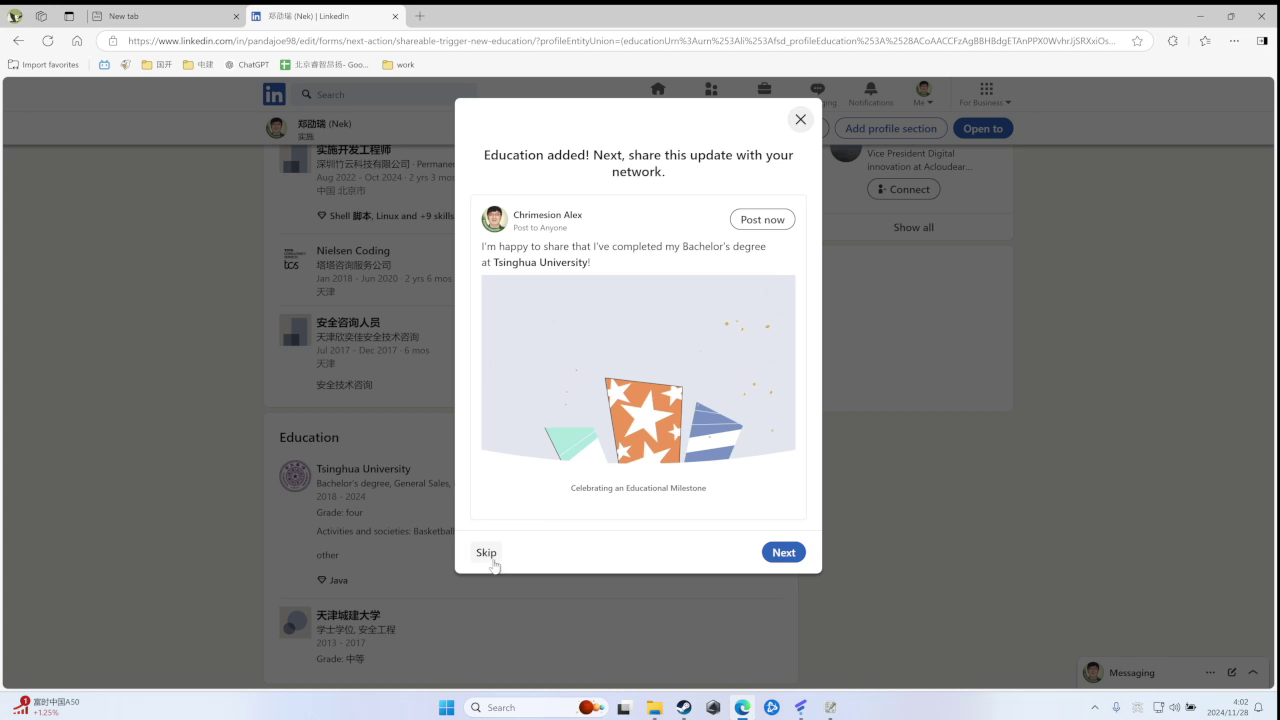 New tab
郑劭瑞 (Nek) | LinkedIn
https://www.linkedin.com/in/pandajoe98/edit/forms/next-action/shareable-trigger-new-education/?profileEntityUnion=(educationUrn%3Aurn%3Ali%3Afsd_profileEducation%253A%2528ACoAACCFzAgBBHBdgETAnPPX0WvhrJjSRXxiOs...
Import favorites
国开
中建
ChatGPT
北京睿智昂扬- Goo...
work
Search
ging
Notifications
Me
For Business
郑劭瑞 (Nek)
实施
Add profile section
Open to
实施开发工程师
深圳竹云科技有限公司 · Permane
Aug 2022 - Oct 2024 · 2 yrs 3 mos
中国 北京市
Shell 脚本, Linux and +9 skills
Nielsen Coding
塔塔咨询服务公司
Jan 2018 - Jun 2020 · 2 yrs 6 mos
天津
安全咨询人员
天津欣奕佳安全技术咨询
Jul 2017 - Dec 2017 · 6 mos
天津
安全技术咨询
Vice President Digital
innovation at Acloudear...
Connect
Show all
Education added! Next, share this update with your
network.
Chrimesion Alex
Post to Anyone
Post now
I'm happy to share that I've completed my Bachelor's degree
at Tsinghua University!
Celebrating an Educational Milestone
Skip
Next
Education
Tsinghua University
Bachelor's degree, General Sales,
2018 - 2024
Grade: four
Activities and societies: Basketbal
other
Java
天津城建大学
学士学位, 安全工程
2013 - 2017
Grade: 中等
Messaging
1
富时中国A50
+1.25%
Search
4:02
2024/11/28